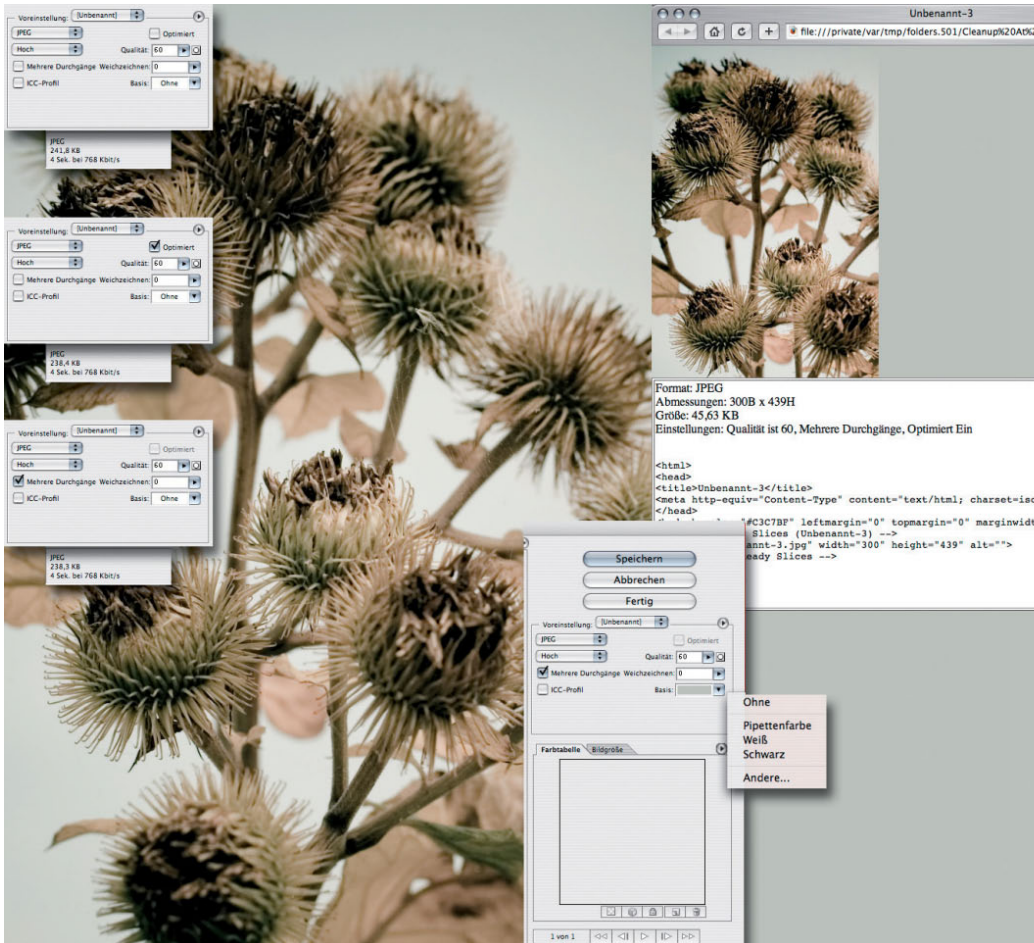 Voreinstellung: [Unbenannt]
JPEG Optimiert
Hoch Qualität: 60
Mehrere Durchgänge Weichzeichnen: 0
ICC-Profil Basis: Ohne
JPEG
241,8 KB
4 Sek. bei 768 Kbit/s
Voreinstellung: [Unbenannt]
JPEG Optimiert
Hoch Qualität: 60
Mehrere Durchgänge Weichzeichnen: 0
ICC-Profil Basis: Ohne
JPEG
238,4 KB
4 Sek. bei 768 Kbit/s
Voreinstellung: [Unbenannt]
JPEG Optimiert
Hoch Qualität: 60
Mehrere Durchgänge Weichzeichnen: 0
ICC-Profil Basis: Ohne
JPEG
238,3 KB
4 Sek. bei 768 Kbit/s
Unbenannt-3
file:///private/var/tmp/folders.501/Cleanup%20At%
Format: JPEG
Abmessungen: 300B x 439H
Größe: 45,63 KB
Einstellungen: Qualität ist 60, Mehrere Durchgänge, Optimiert Ein
<html>
<head>
<title>Unbenannt-3</title>
<meta http-equiv="Content-Type" content="text/html; charset=iso
</head>
"#C3C7BF" leftmargin="0" topmargin="0" marginwidt
Slices (Unbenannt-3) -->
annt-3.jpg" width="300" height="439" alt="">
eady Slices -->
Speichern
Abbrechen
Fertig
Voreinstellung: [Unbenannt]
JPEG Optimiert
Hoch Qualität: 60
Mehrere Durchgänge Weichzeichnen: 0
ICC-Profil Basis:
Ohne
Pipettenfarbe
Weiß
Schwarz
Andere...
Farbtabelle Bildgröße
1 von 1